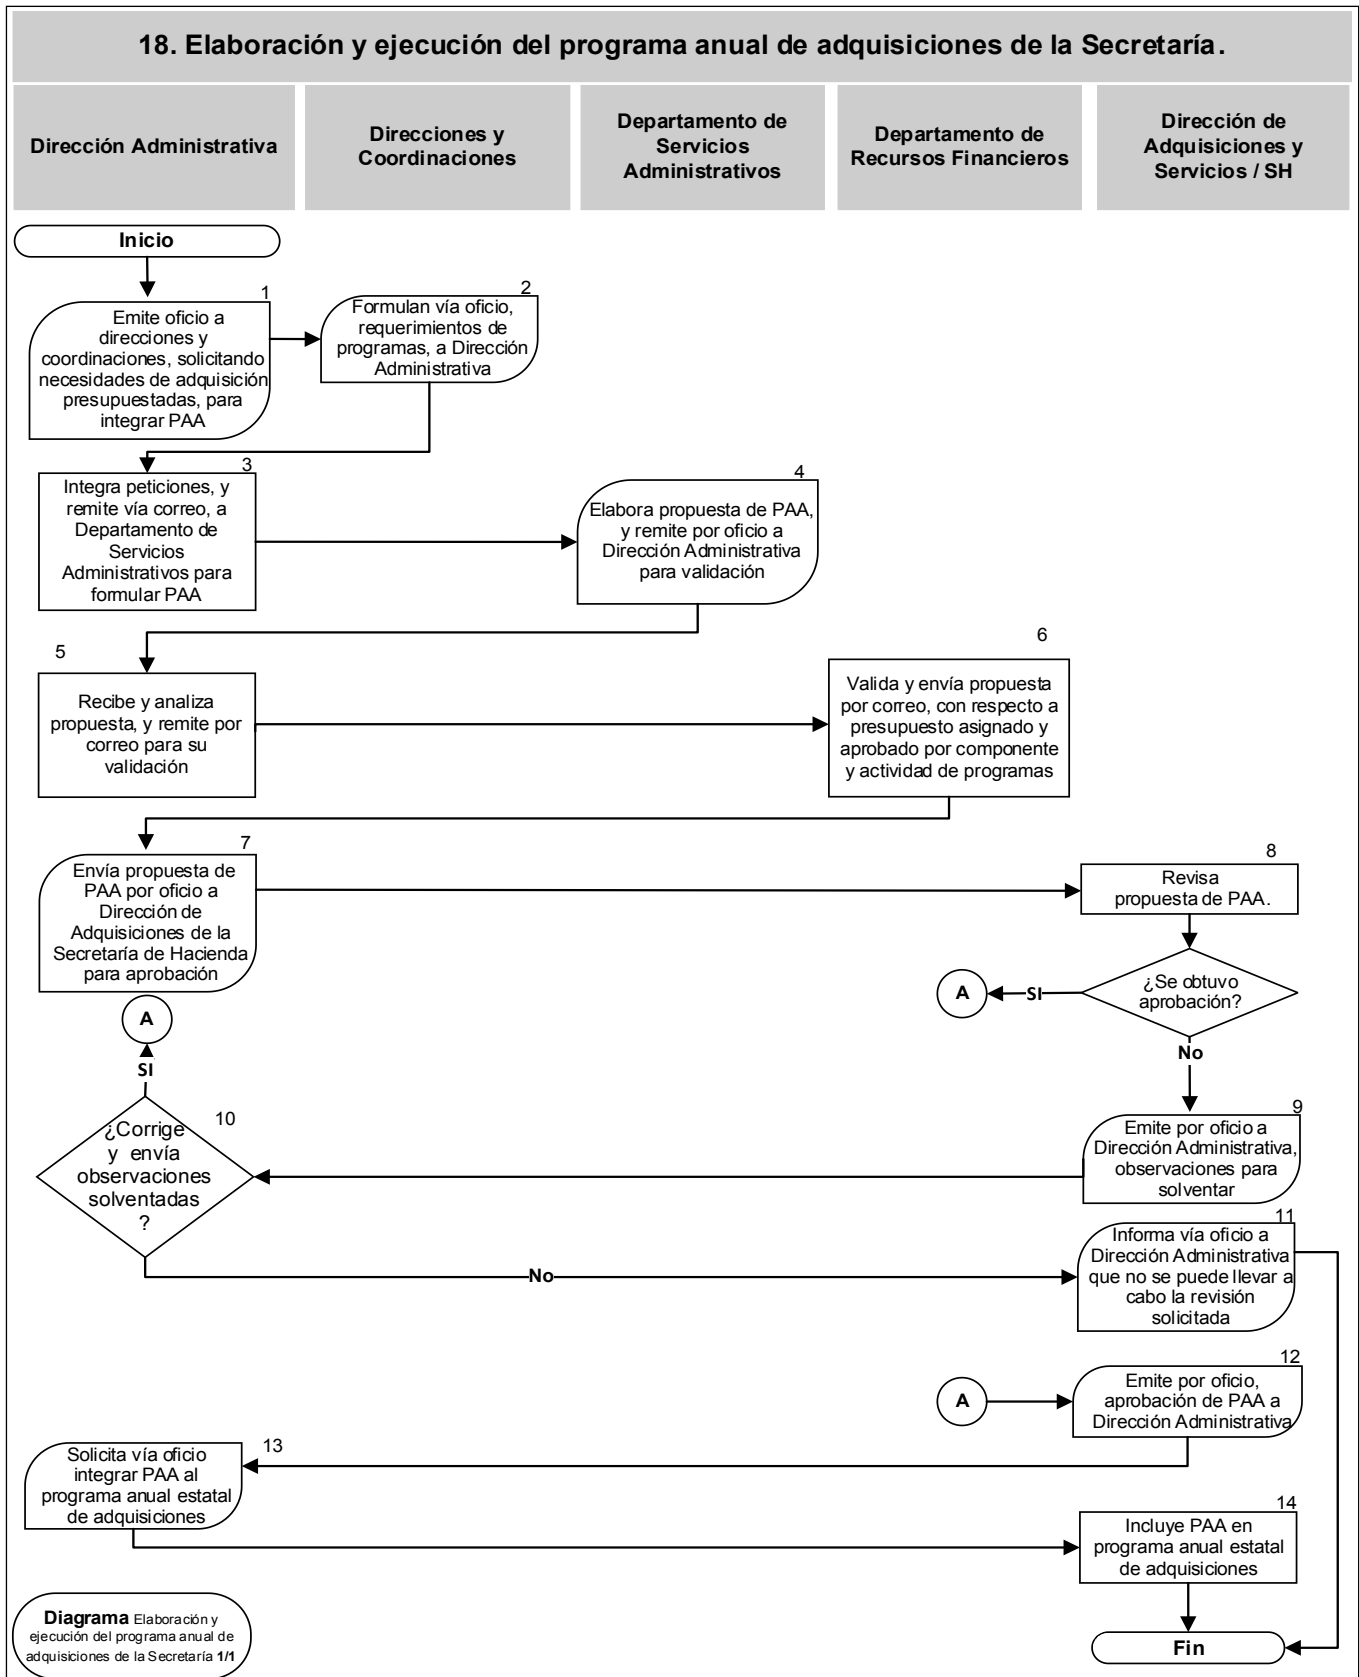 18. Elaboración y ejecución del programa anual de adquisiciones de la Secretaría.
Dirección Administrativa
Direcciones y
Coordinaciones
Departamento de
Servicios
Administrativos
Departamento de
Recursos Financieros
Dirección de
Adquisiciones y
Servicios / SH
Inicio
1
Emite oficio a
direcciones y
coordinaciones, solicitando
necesidades de adquisición
presupuestadas, para
integrar PAA
2
Formulan vía oficio,
requerimientos de
programas, a Dirección
Administrativa
3
Integra peticiones, y
remite vía correo, a
Departamento de
Servicios
Administrativos para
formular PAA
4
Elabora propuesta de PAA,
y remite por oficio a
Dirección Administrativa
para validación
5
Recibe y analiza
propuesta, y remite por
correo para su
validación
6
Valida y envía propuesta
por correo, con respecto a
presupuesto asignado y
aprobado por componente
y actividad de programas
7
Envía propuesta de
PAA por oficio a
Dirección de
Adquisiciones de la
Secretaría de Hacienda
para aprobación
8
Revisa
propuesta de PAA.
¿Se obtuvo
aprobación?
SI
A
No
A
SI
9
Emite por oficio a
Dirección Administrativa,
observaciones para
solventar
10
¿Corrige
y envía
observaciones
solventadas
?
No
11
Informa vía oficio a
Dirección Administrativa
que no se puede llevar a
cabo la revisión
solicitada
A
12
Emite por oficio,
aprobación de PAA a
Dirección Administrativa
13
Solicita vía oficio
integrar PAA al
programa anual estatal
de adquisiciones
14
Incluye PAA en
programa anual estatal
de adquisiciones
Fin
Diagrama Elaboración y
ejecución del programa anual de
adquisiciones de la Secretaría 1/1